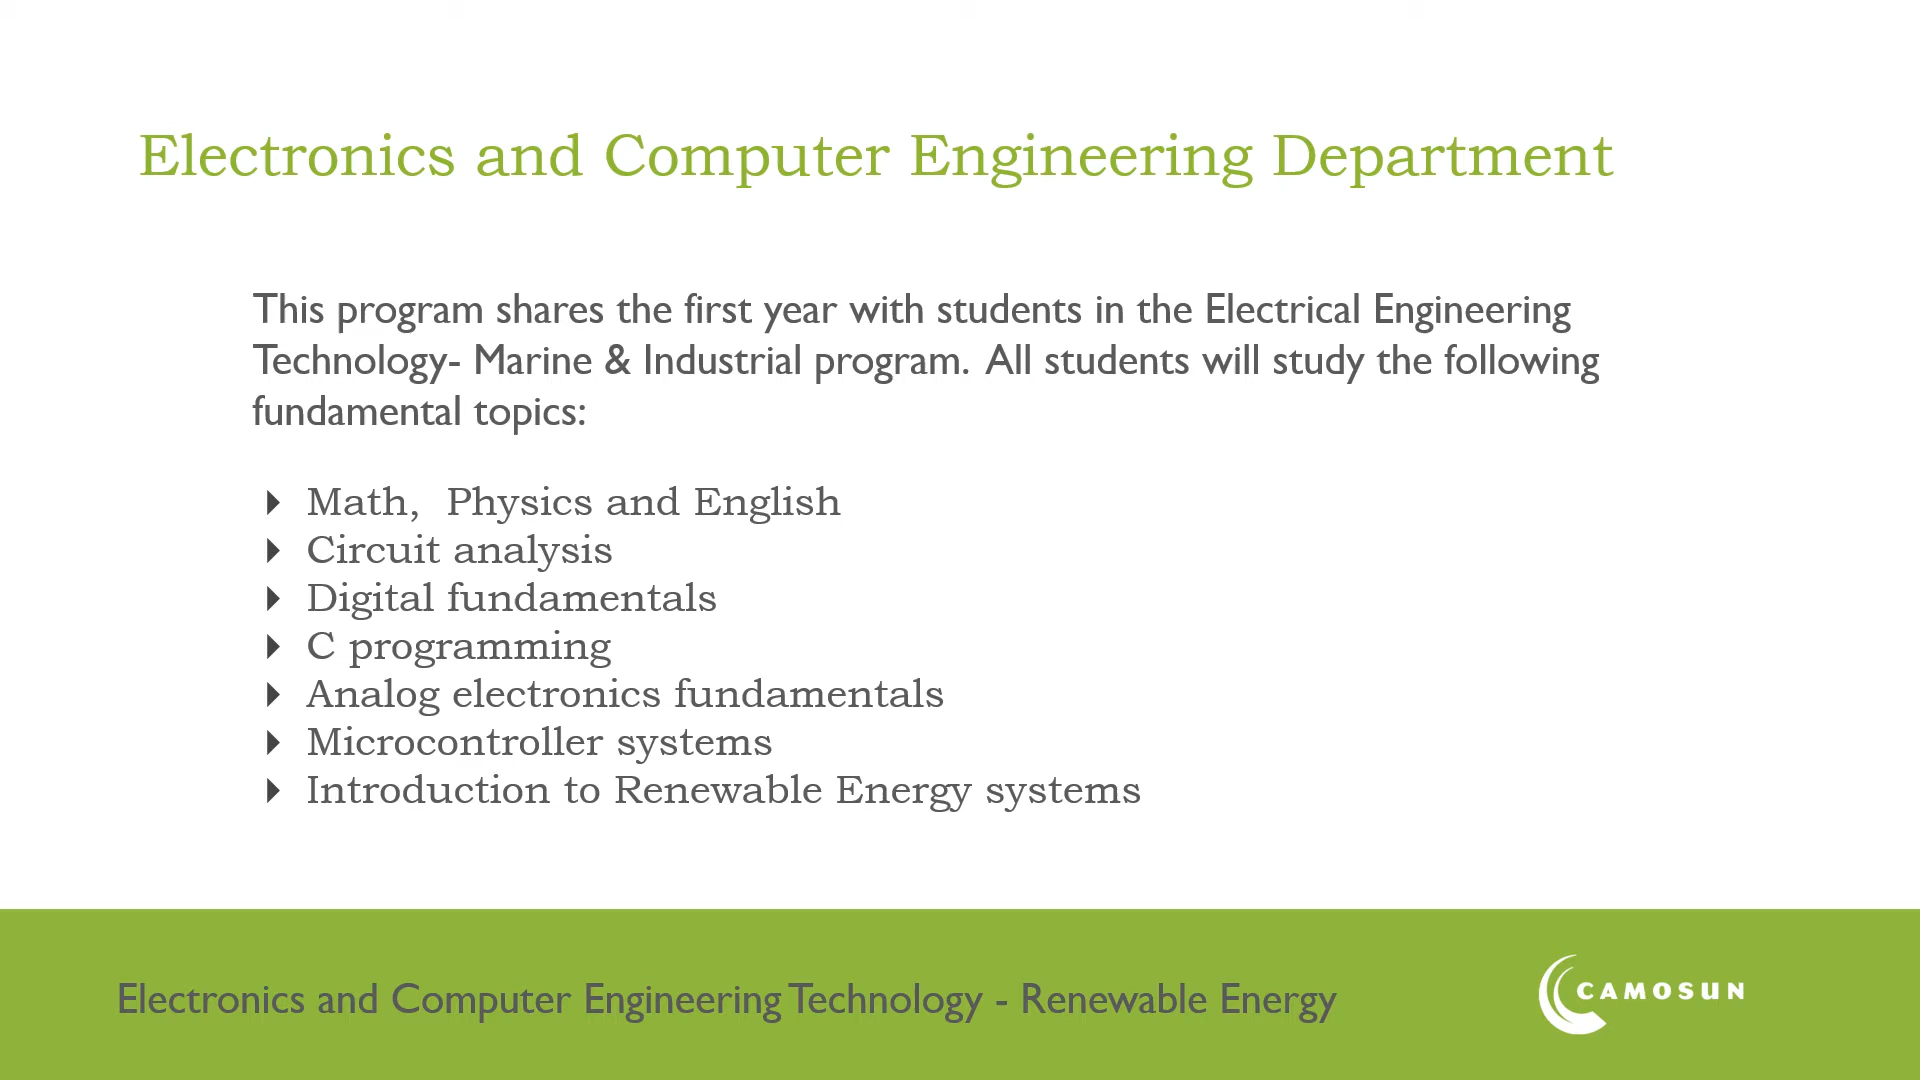 Electronics and Computer Engineering Department
This program shares the first year with students in the Electrical Engineering
Technology- Marine & Industrial program.  All students will study the following
fundamental topics:
Math,  Physics and English
Circuit analysis
Digital fundamentals
C programming
Analog electronics fundamentals
Microcontroller systems
Introduction to Renewable Energy systems
Electronics and Computer Engineering Technology - Renewable Energy
CAMOSUN